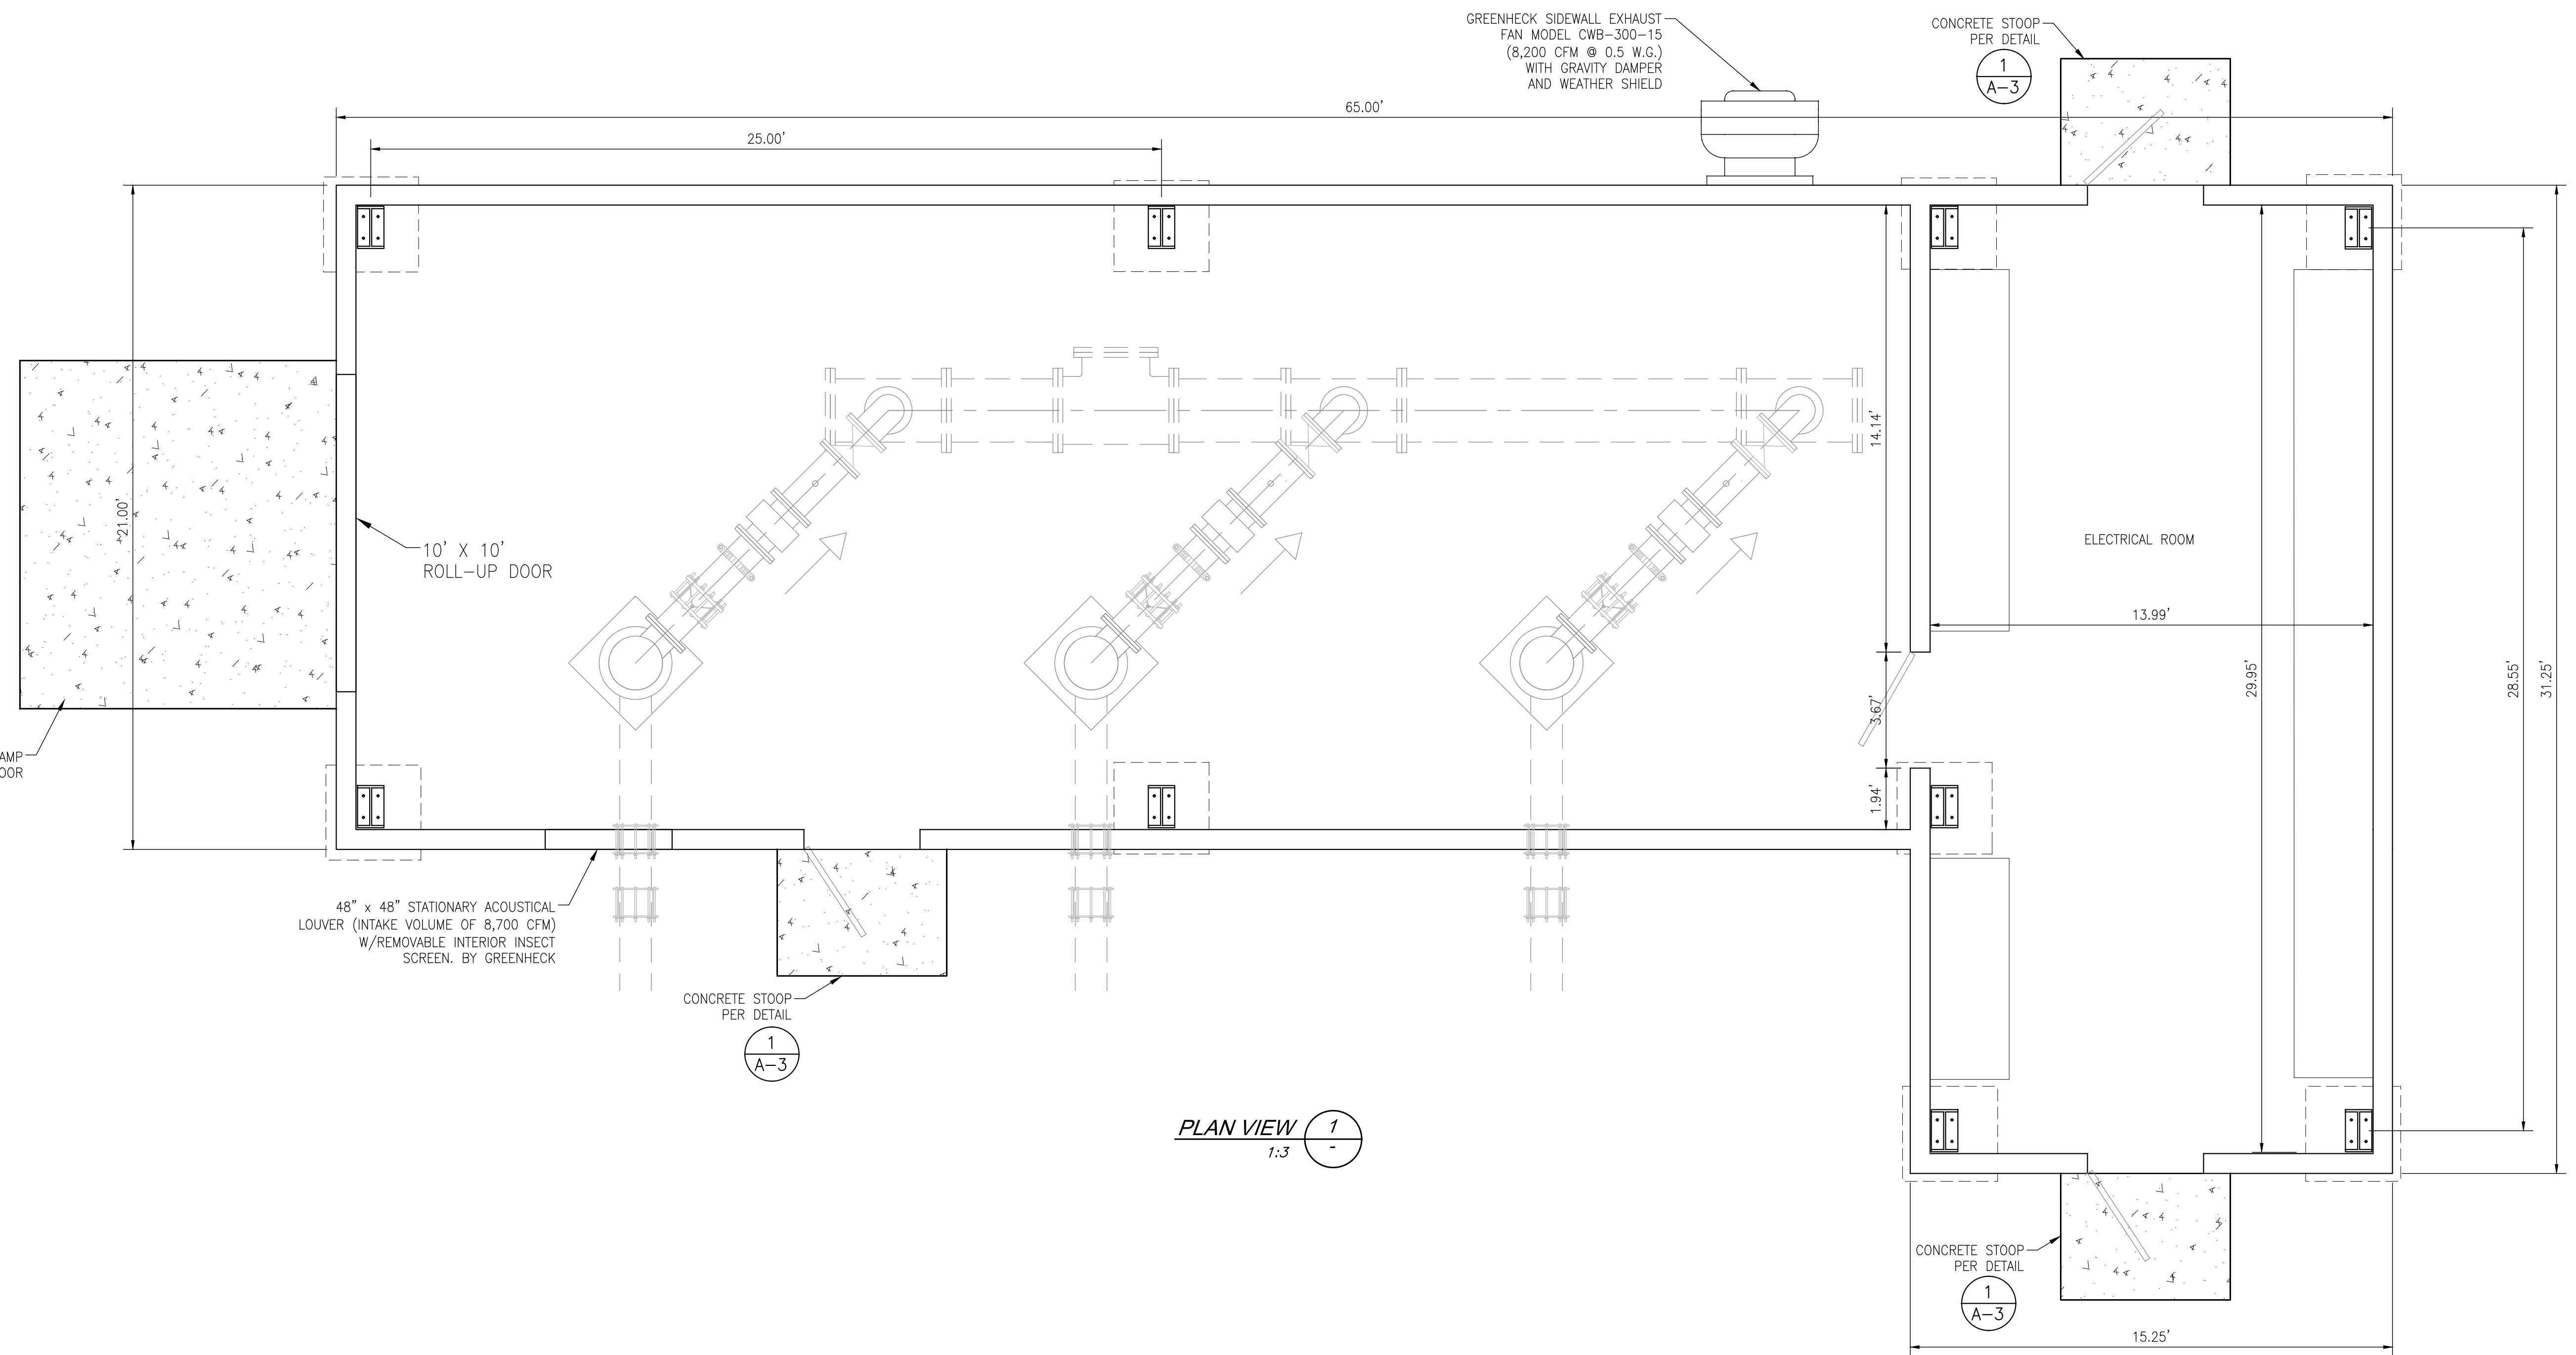 GREENHECK SIDEWALL EXHAUST
FAN MODEL CWB-300-15
(8,200 CFM @ 0.5 W.G.)
WITH GRAVITY DAMPER
AND WEATHER SHIELD
CONCRETE STOOP
PER DETAIL
1
A-3
65.00'
25.00'
21.00'
10' X 10'
ROLL-UP DOOR
14.14'
3.67'
1.94'
ELECTRICAL ROOM
13.99'
29.95'
28.55'
31.25'
AMP
OOR
48" x 48" STATIONARY ACOUSTICAL
LOUVER (INTAKE VOLUME OF 8,700 CFM)
W/REMOVABLE INTERIOR INSECT
SCREEN. BY GREENHECK
CONCRETE STOOP
PER DETAIL
1
A-3
PLAN VIEW
1:3
1
-
CONCRETE STOOP
PER DETAIL
1
A-3
15.25'